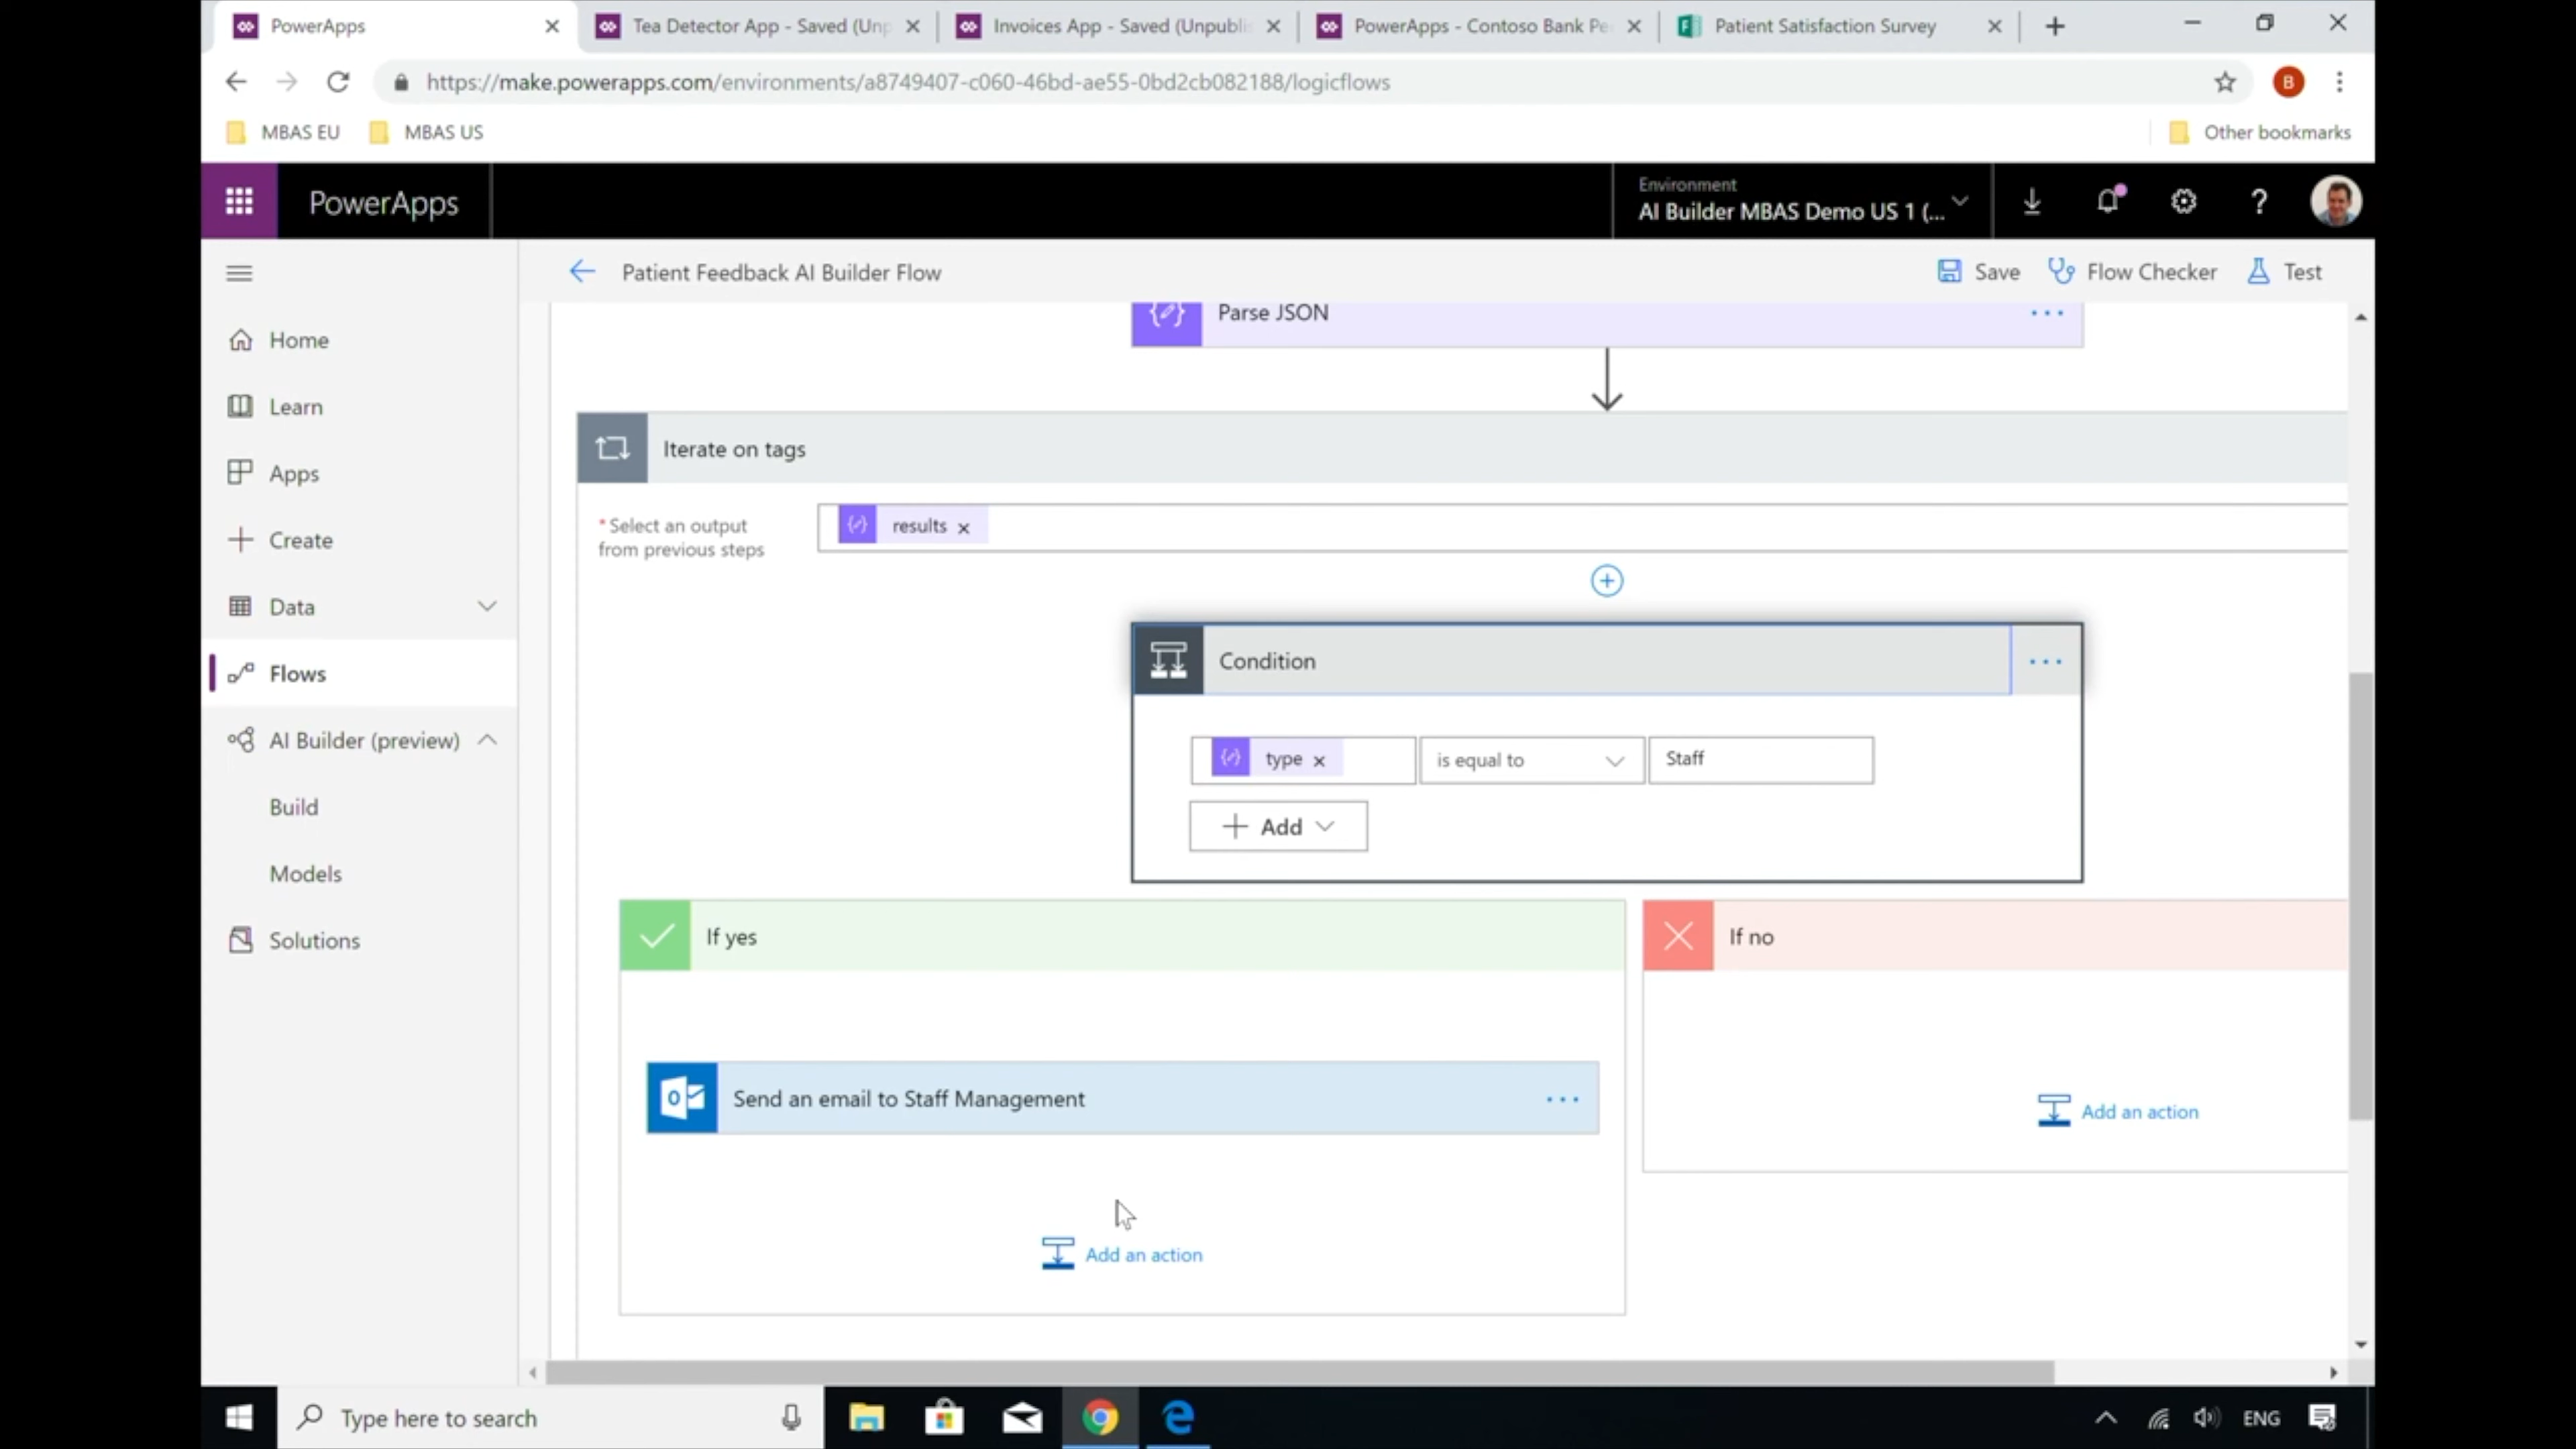 PowerApps
Tea Detector App - Saved (Unp
Invoices App - Saved (Unpubli
PowerApps - Contoso Bank Pe
Patient Satisfaction Survey
https://make.powerapps.com/environments/a8749407-c060-46bd-ae55-0bd2cb082188/logicflows
B
MBAS EU
MBAS US
Other bookmarks
PowerApps
Environment
AI Builder MBAS Demo US 1 (...
?
Patient Feedback AI Builder Flow
Save
Flow Checker
Test
Home
Learn
Apps
Create
Data
Flows
AI Builder (preview)
Build
Models
Solutions
Parse JSON
...
Iterate on tags
* Select an output
from previous steps
results
Condition
...
type
is equal to
Staff
Add
If yes
If no
Send an email to Staff Management
...
Add an action
Add an action
Type here to search
ENG